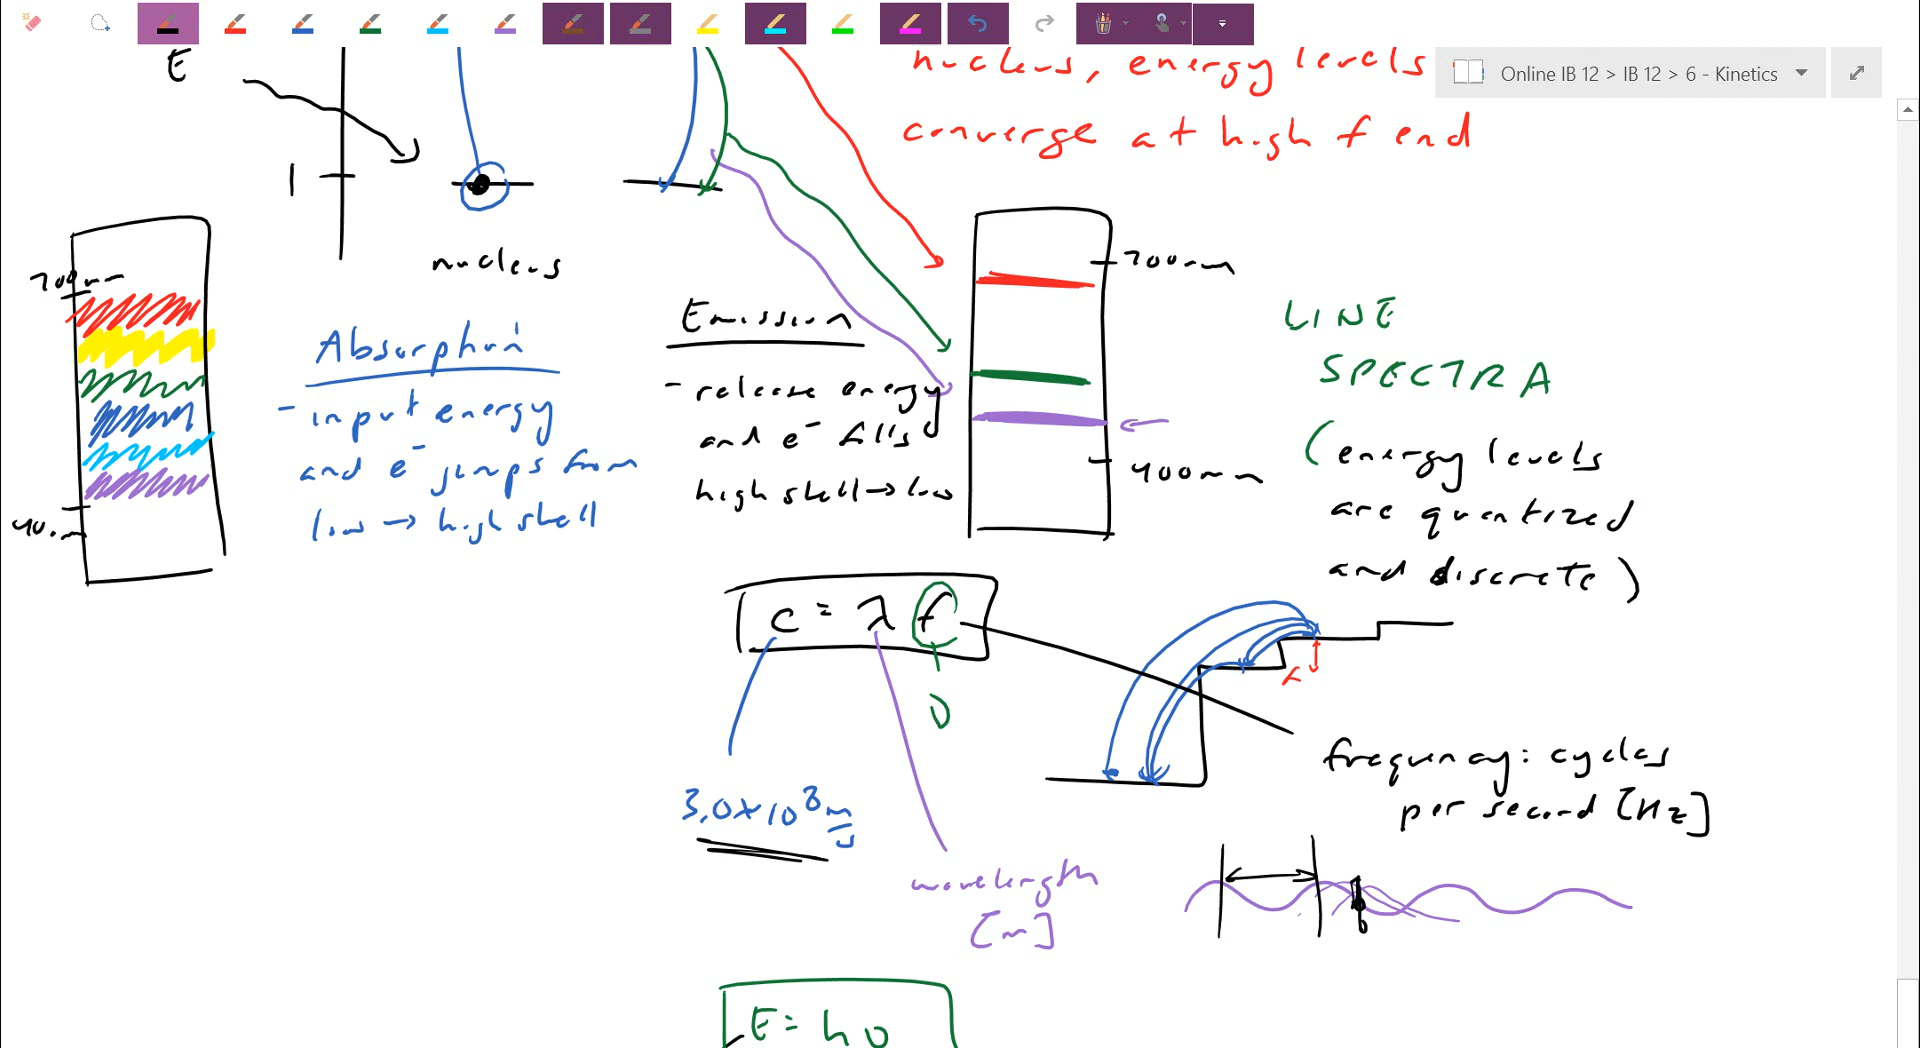 Online IB 12 > IB 12 > 6 - Kinetics
E
nucleus, energy levels
converge at high f end
1
nucleus
700nm
400nm
Absorption
- input energy
and e⁻ jumps from
low → high shell
Emission
- release energy
and e⁻ falls
high shell → low
700nm
400nm
LINE
SPECTRA
(energy levels
are quantized
and discrete)
c = λ f
υ
3.0 x 10⁸ m/s
wavelength
[m]
frequency: cycles
per second [Hz]
E = hυ